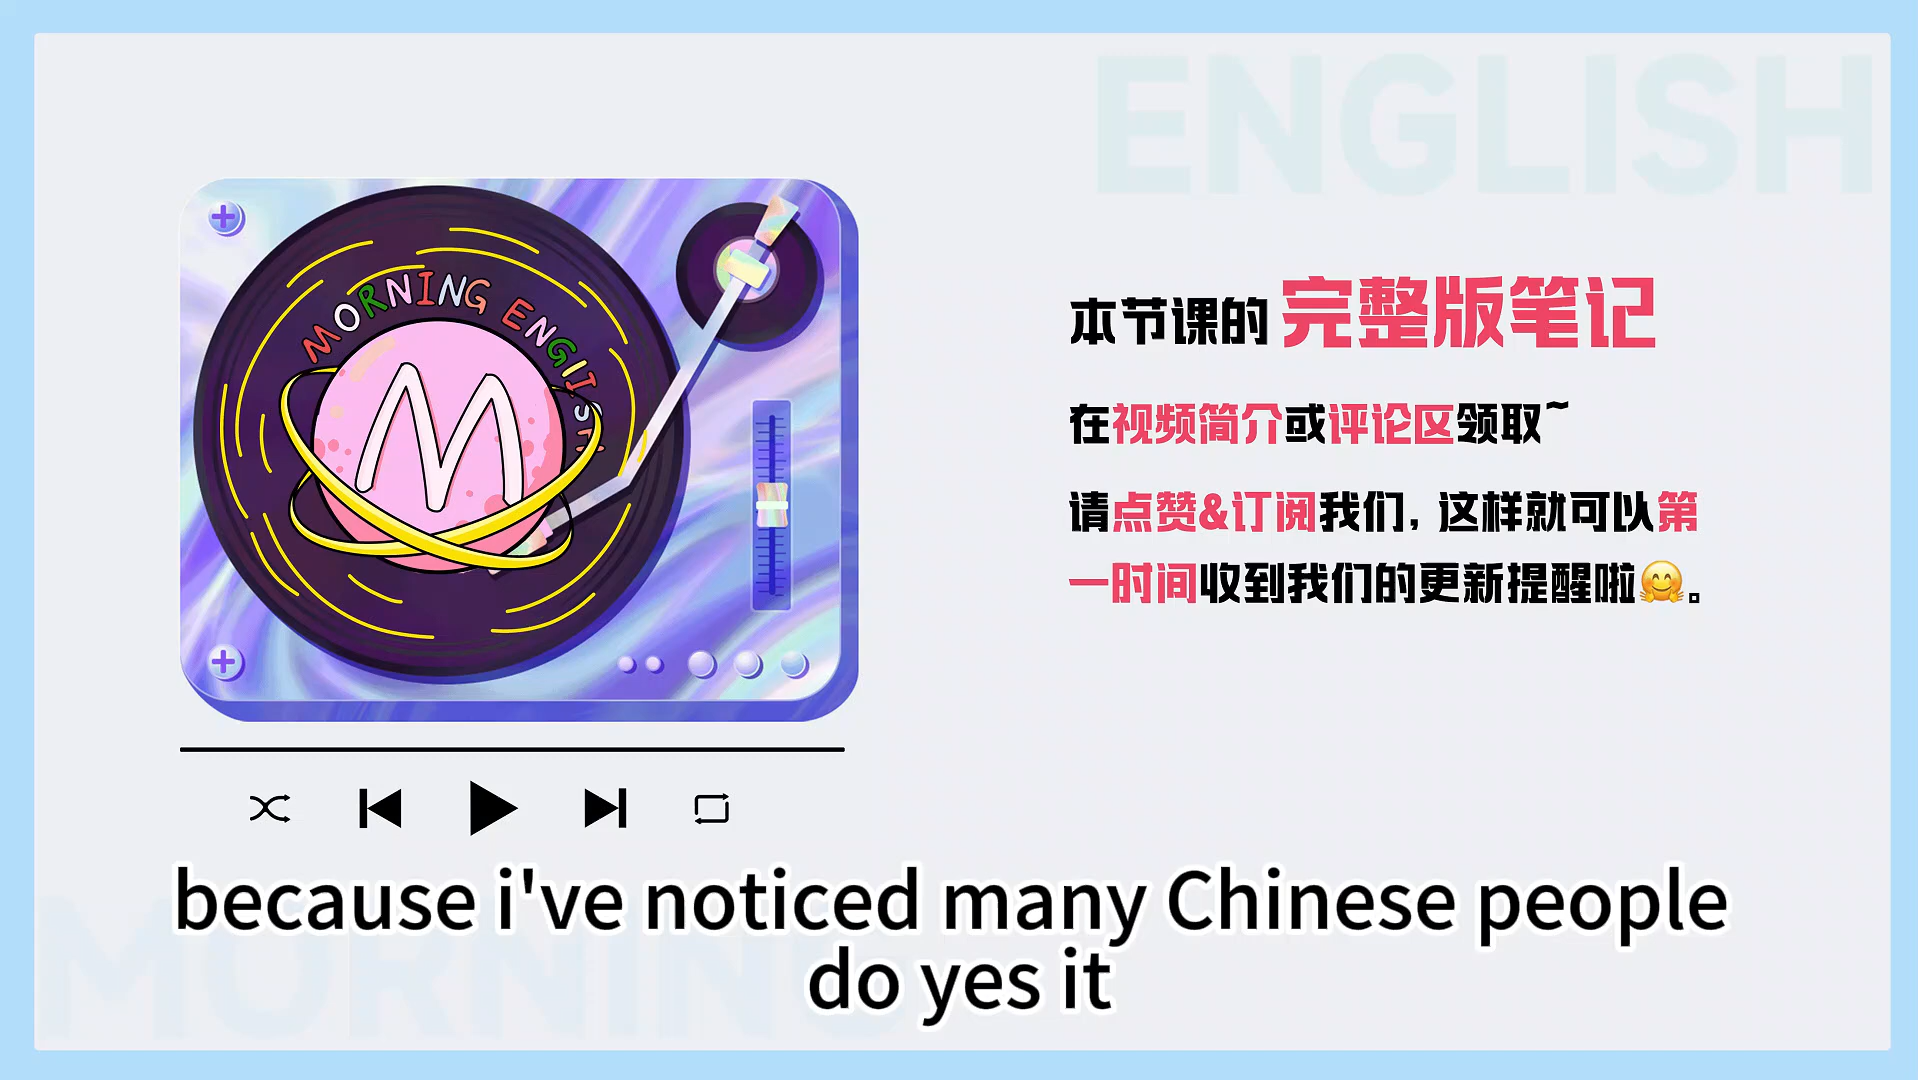 ENGLISH
MORNING ENGLISH
M
本节课的 完整版笔记
在视频简介或评论区领取~
请点赞&订阅我们，这样就可以第
一时间收到我们的更新提醒啦🤗。
because i've noticed many Chinese people
do yes it
MORNING